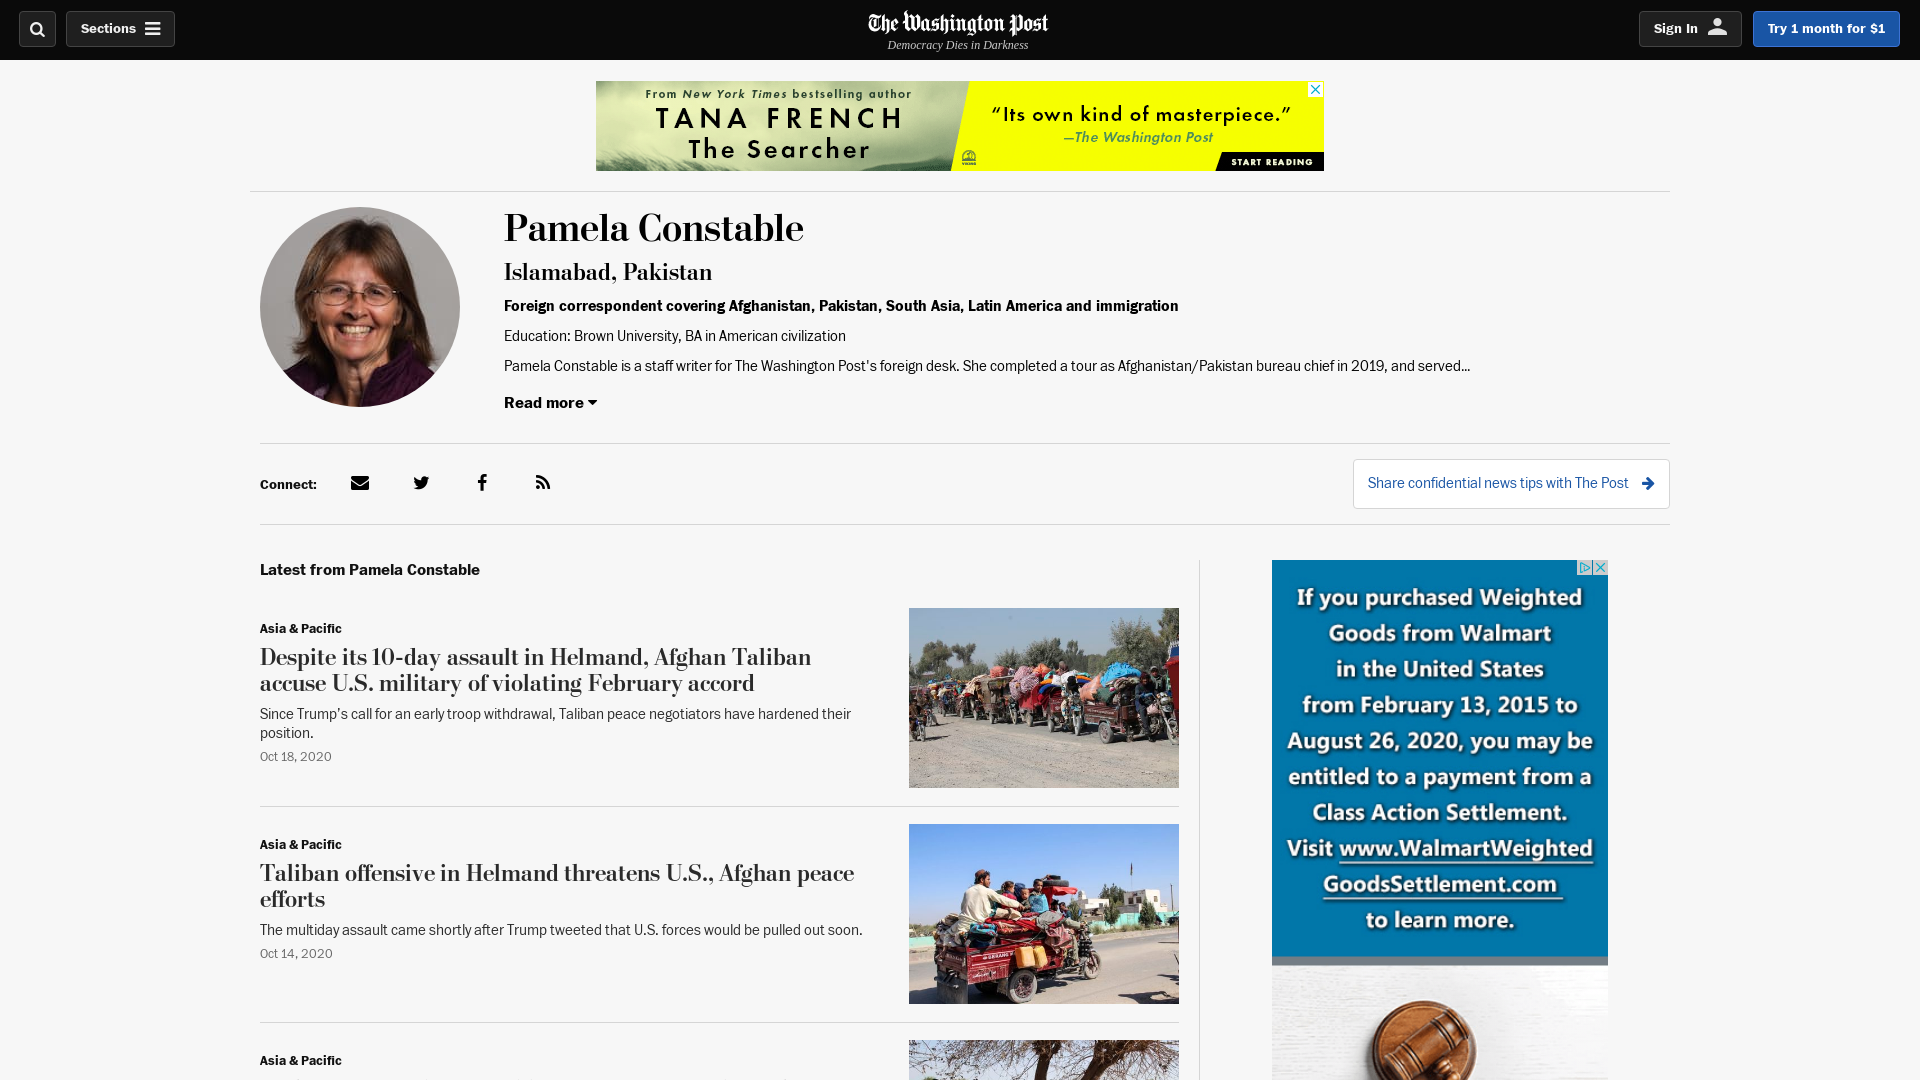 Sections
The Washington Post
Democracy Dies in Darkness
Sign In
Try 1 month for $1
From New York Times bestselling author
TANA FRENCH
The Searcher
“Its own kind of masterpiece.”
—The Washington Post
START READING
Pamela Constable
Islamabad, Pakistan
Foreign correspondent covering Afghanistan, Pakistan, South Asia, Latin America and immigration
Education: Brown University, BA in American civilization
Pamela Constable is a staff writer for The Washington Post's foreign desk. She completed a tour as Afghanistan/Pakistan bureau chief in 2019, and served...
Read more
Connect:
Share confidential news tips with The Post
Latest from Pamela Constable
Asia & Pacific
Despite its 10-day assault in Helmand, Afghan Taliban
accuse U.S. military of violating February accord
Since Trump’s call for an early troop withdrawal, Taliban peace negotiators have hardened their
position.
Oct 18, 2020
Asia & Pacific
Taliban offensive in Helmand threatens U.S., Afghan peace
efforts
The multiday assault came shortly after Trump tweeted that U.S. forces would be pulled out soon.
Oct 14, 2020
Asia & Pacific
If you purchased Weighted
Goods from Walmart
in the United States
from February 13, 2015 to
August 26, 2020, you may be
entitled to a payment from a
Class Action Settlement.
Visit www.WalmartWeighted
GoodsSettlement.com
to learn more.